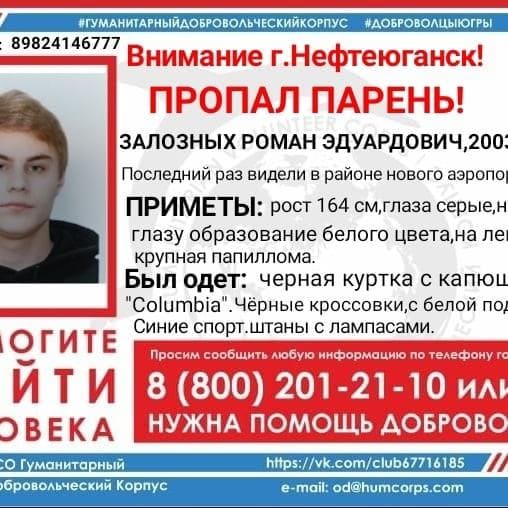 #ГУМАНИТАРНЫЙДОБРОВОЛЬЧЕСКИЙКОРПУС #ДОБРОВОЛЦЫЮГРЫ
89824146777
Внимание г.Нефтеюганск!
ПРОПАЛ ПАРЕНЬ!
ЗАЛОЗНЫХ РОМАН ЭДУАРДОВИЧ,2003
Последний раз видели в районе нового аэропор
ПРИМЕТЫ: рост 164 см,глаза серые,н
глазу образование белого цвета,на ле
крупная папиллома.
Был одет: черная куртка с капюш
"Columbia".Чёрные кроссовки,с белой под
Синие спорт.штаны с лампасами.
МОГИТЕ
ЙТИ
ОВЕКА
Просим сообщить любую информацию по телефону го
8 (800) 201-21-10 или
НУЖНА ПОМОЩЬ ДОБРОВО
СО Гуманитарный
обровольческий Корпус
https://vk.com/club67716185
e-mail: od@humcorps.com